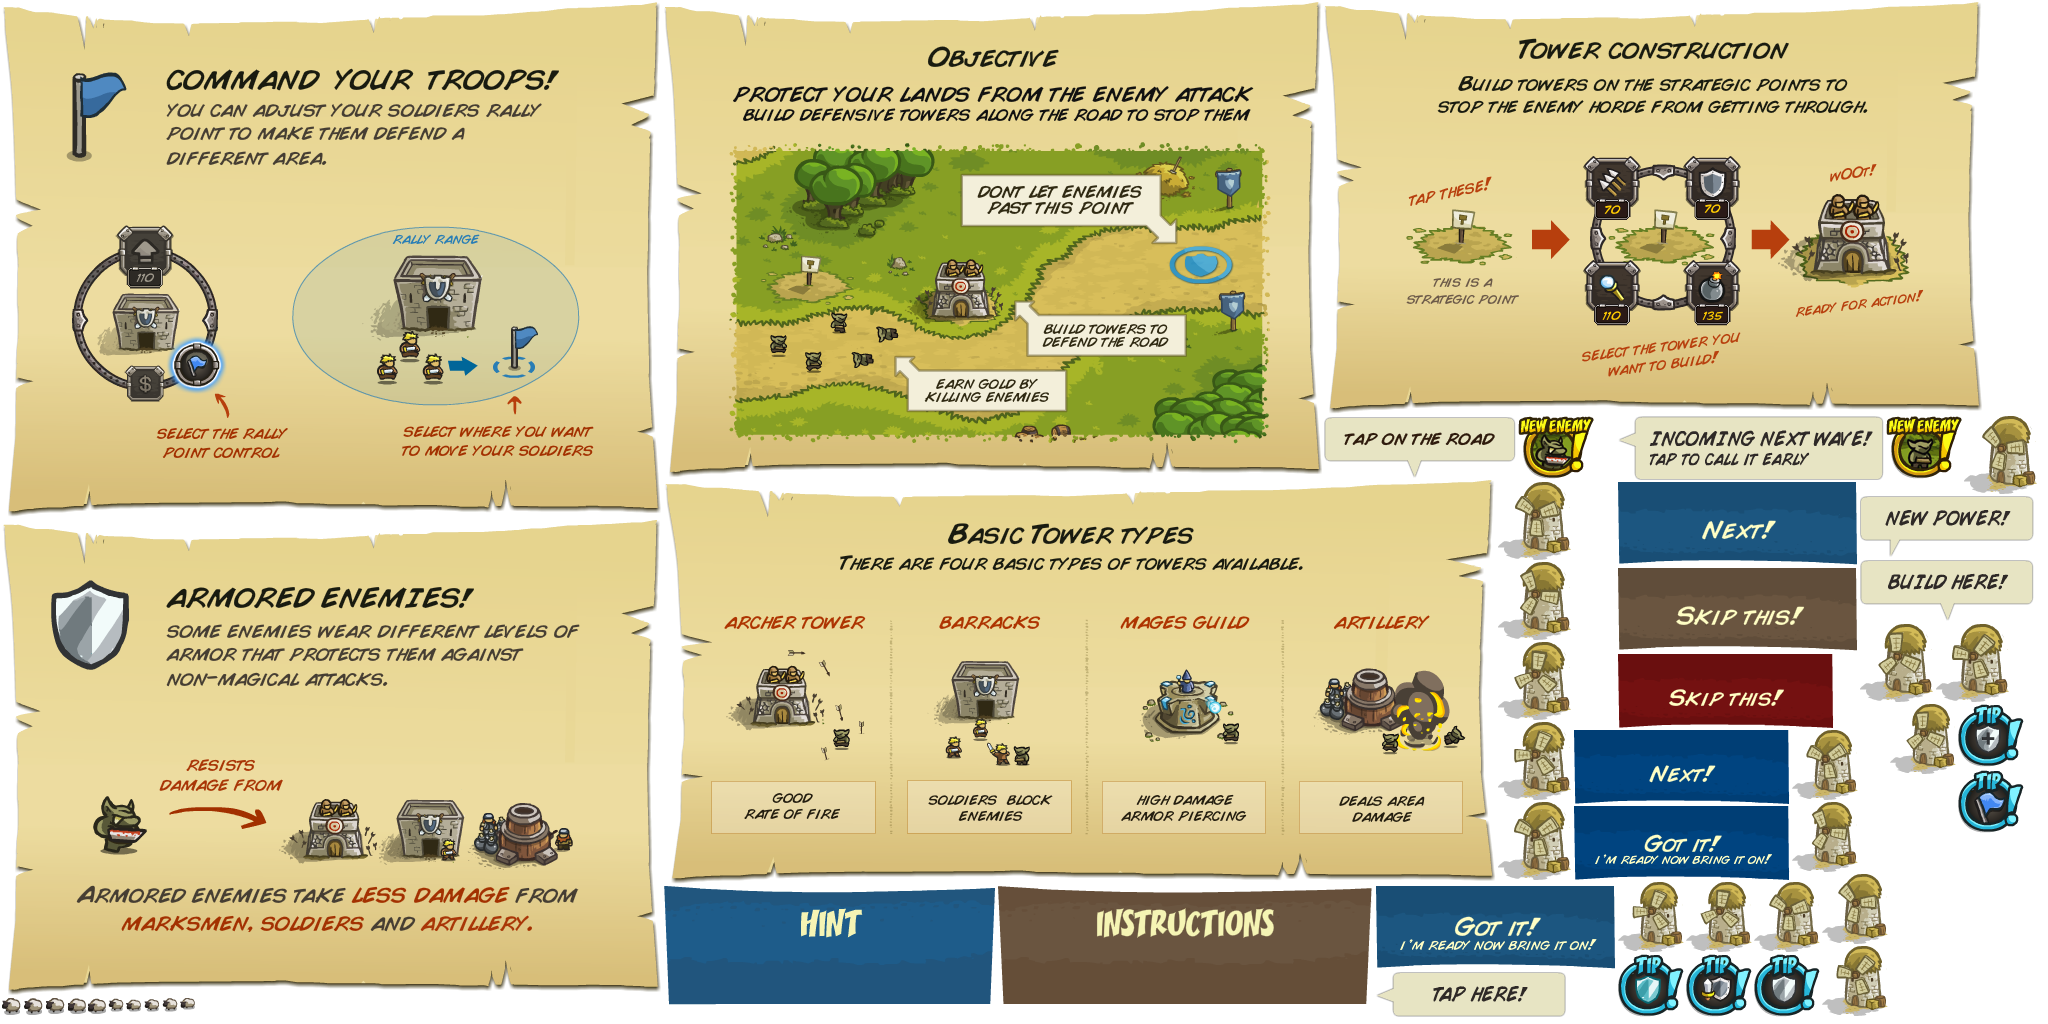 COMMAND YOUR TROOPS!
YOU CAN ADJUST YOUR SOLDIERS RALLY
POINT TO MAKE THEM DEFEND A
DIFFERENT AREA.
110
$
SELECT THE RALLY
POINT CONTROL
RALLY RANGE
SELECT WHERE YOU WANT
TO MOVE YOUR SOLDIERS
OBJECTIVE
PROTECT YOUR LANDS FROM THE ENEMY ATTACK
BUILD DEFENSIVE TOWERS ALONG THE ROAD TO STOP THEM
DONT LET ENEMIES
PAST THIS POINT
BUILD TOWERS TO
DEFEND THE ROAD
EARN GOLD BY
KILLING ENEMIES
TOWER CONSTRUCTION
BUILD TOWERS ON THE STRATEGIC POINTS TO
STOP THE ENEMY HORDE FROM GETTING THROUGH.
TAP THESE!
THIS IS A
STRATEGIC POINT
70
70
110
135
SELECT THE TOWER YOU
WANT TO BUILD!
WOOT!
READY FOR ACTION!
TAP ON THE ROAD
NEW ENEMY
INCOMING NEXT WAVE!
TAP TO CALL IT EARLY
NEW ENEMY
ARMORED ENEMIES!
SOME ENEMIES WEAR DIFFERENT LEVELS OF
ARMOR THAT PROTECTS THEM AGAINST
NON-MAGICAL ATTACKS.
RESISTS
DAMAGE FROM
ARMORED ENEMIES TAKE LESS DAMAGE FROM
MARKSMEN, SOLDIERS AND ARTILLERY.
BASIC TOWER TYPES
THERE ARE FOUR BASIC TYPES OF TOWERS AVAILABLE.
ARCHER TOWER
GOOD
RATE OF FIRE
BARRACKS
SOLDIERS BLOCK
ENEMIES
MAGES GUILD
HIGH DAMAGE
ARMOR PIERCING
ARTILLERY
DEALS AREA
DAMAGE
NEXT!
NEW POWER!
SKIP THIS!
BUILD HERE!
SKIP THIS!
NEXT!
TIP!
TIP!
GOT IT!
I'M READY NOW BRING IT ON!
HINT
INSTRUCTIONS
GOT IT!
I'M READY NOW BRING IT ON!
TAP HERE!
TIP!
TIP!
TIP!